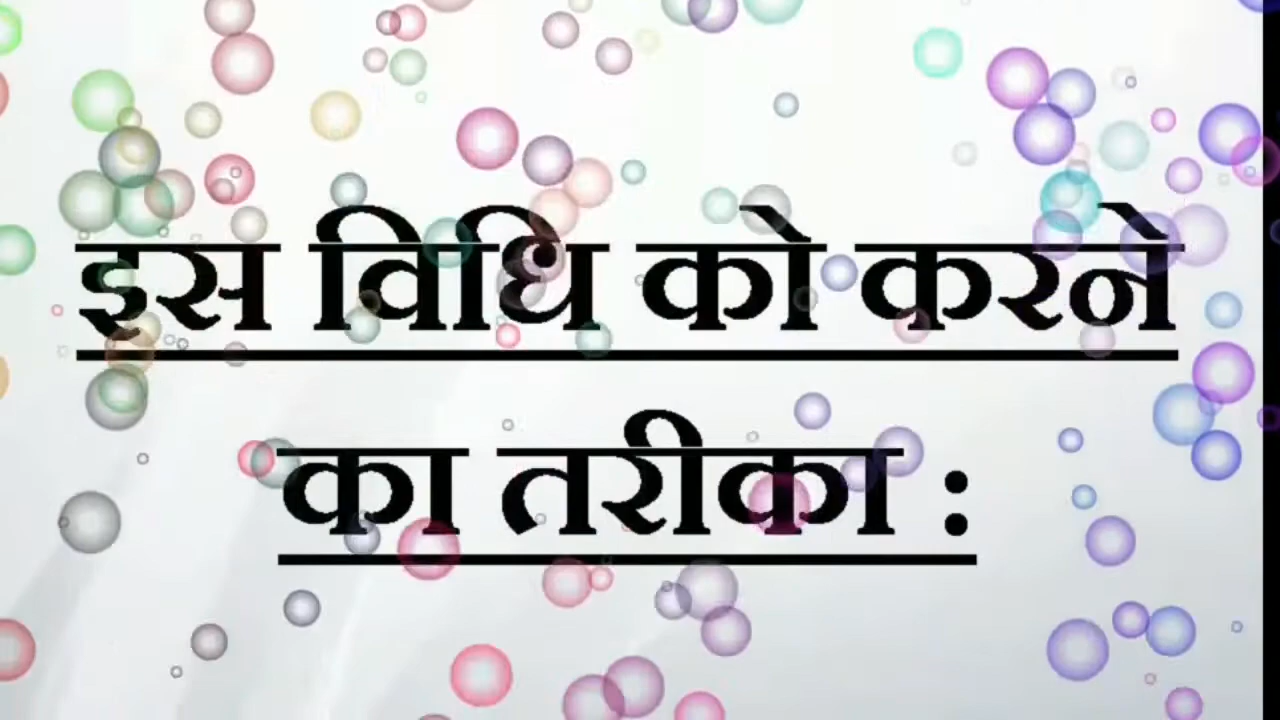 इस विधि को करने
का तरीका :